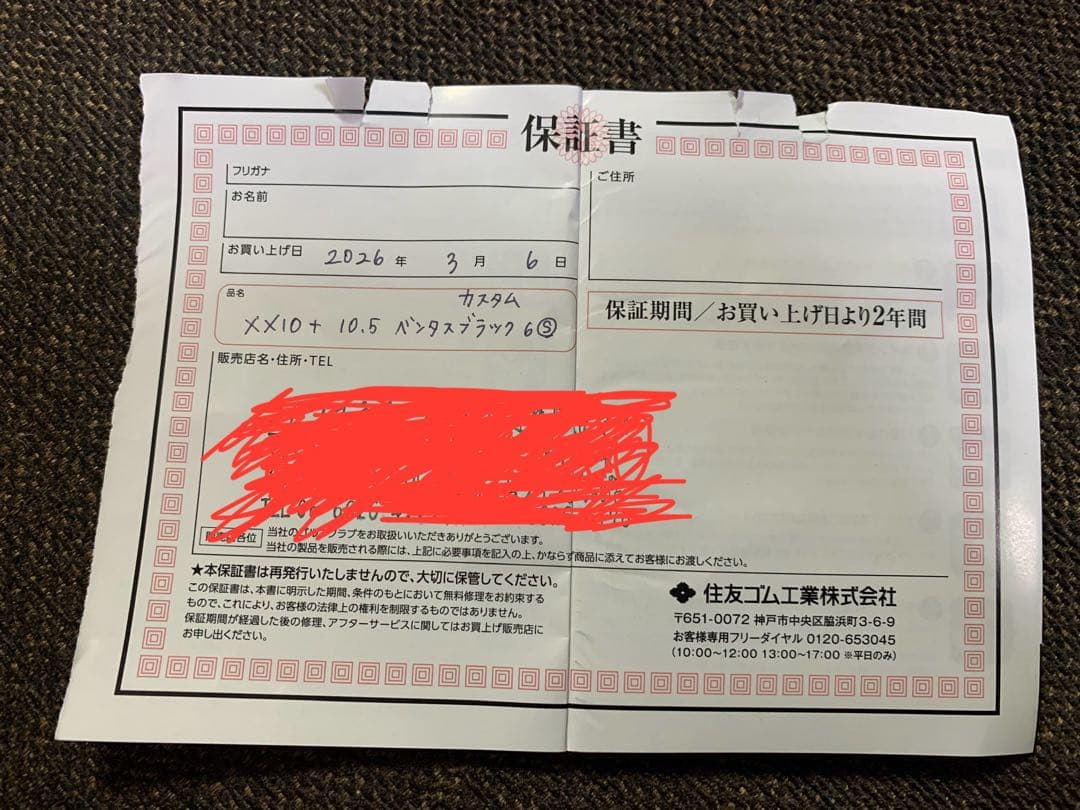 保証書
フリガナ
お名前
ご住所
お買い上げ日 2026 年 3 月 6 日
品名
カスタム
XX10+ 10.5 ベンタスブラック6Ⓢ
保証期間／お買い上げ日より2年間
販売店名・住所・TEL
当社のゴルフクラブをお取扱いいただきありがとうございます。
当社の製品を販売される際には、上記に必要事項を記入の上、かならず商品に添えてお客様にお渡しください。
★本保証書は再発行いたしませんので、大切に保管してください。
この保証書は、本書に明示した期間、条件のもとにおいて無料修理をお約束する
もので、これにより、お客様の法律上の権利を制限するものではありません。
保証期間が経過した後の修理、アフターサービスに関してはお買上げ販売店に
お申し出ください。
住友ゴム工業株式会社
〒651-0072 神戸市中央区脇浜町3-6-9
お客様専用フリーダイヤル 0120-653045
(10:00〜12:00 13:00〜17:00 ※平日のみ)